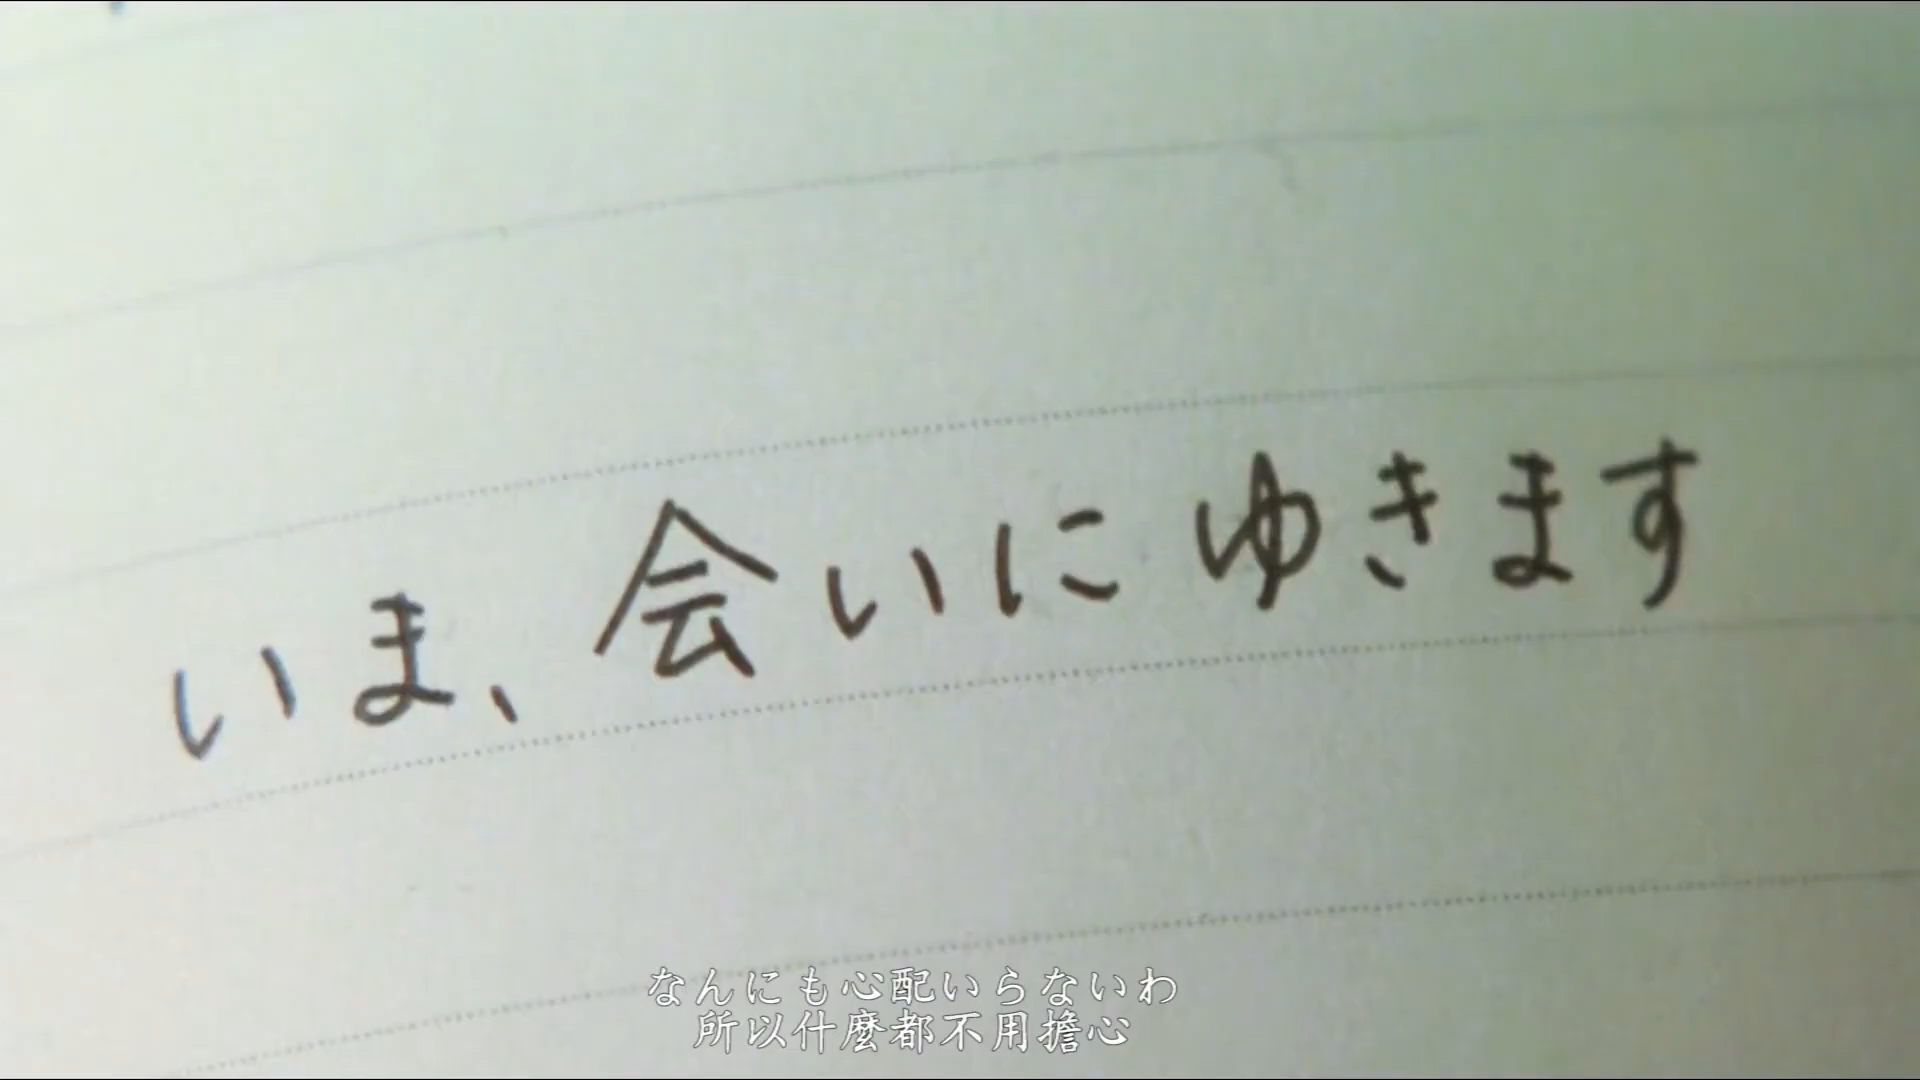 いま、会いにゆきます
なんにも心配いらないわ
所以什麼都不用擔心